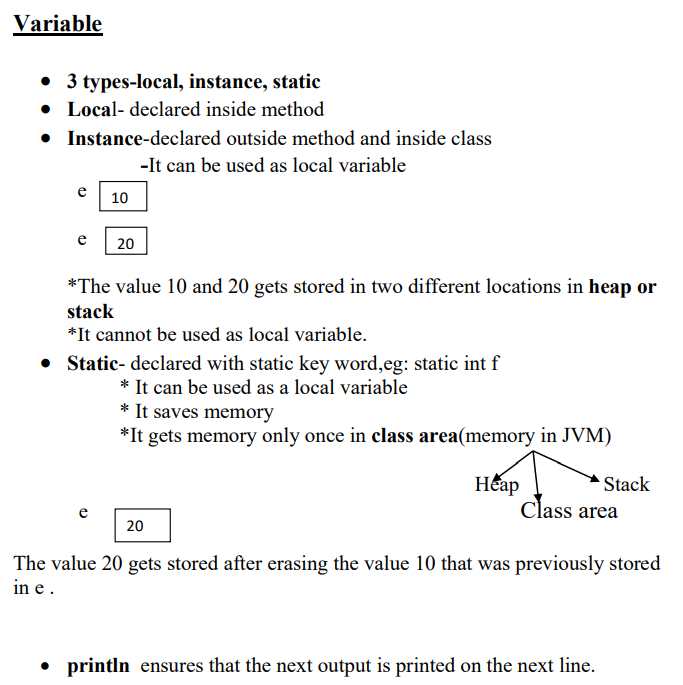 Variable
• 3 types-local, instance, static
• Local- declared inside method
• Instance-declared outside method and inside class
-It can be used as local variable
e 10
e 20
*The value 10 and 20 gets stored in two different locations in heap or
stack
*It cannot be used as local variable.
• Static- declared with static key word,eg: static int f
* It can be used as a local variable
* It saves memory
*It gets memory only once in class area(memory in JVM)
Heap Stack
Class area
e 20
The value 20 gets stored after erasing the value 10 that was previously stored
in e .
• println ensures that the next output is printed on the next line.